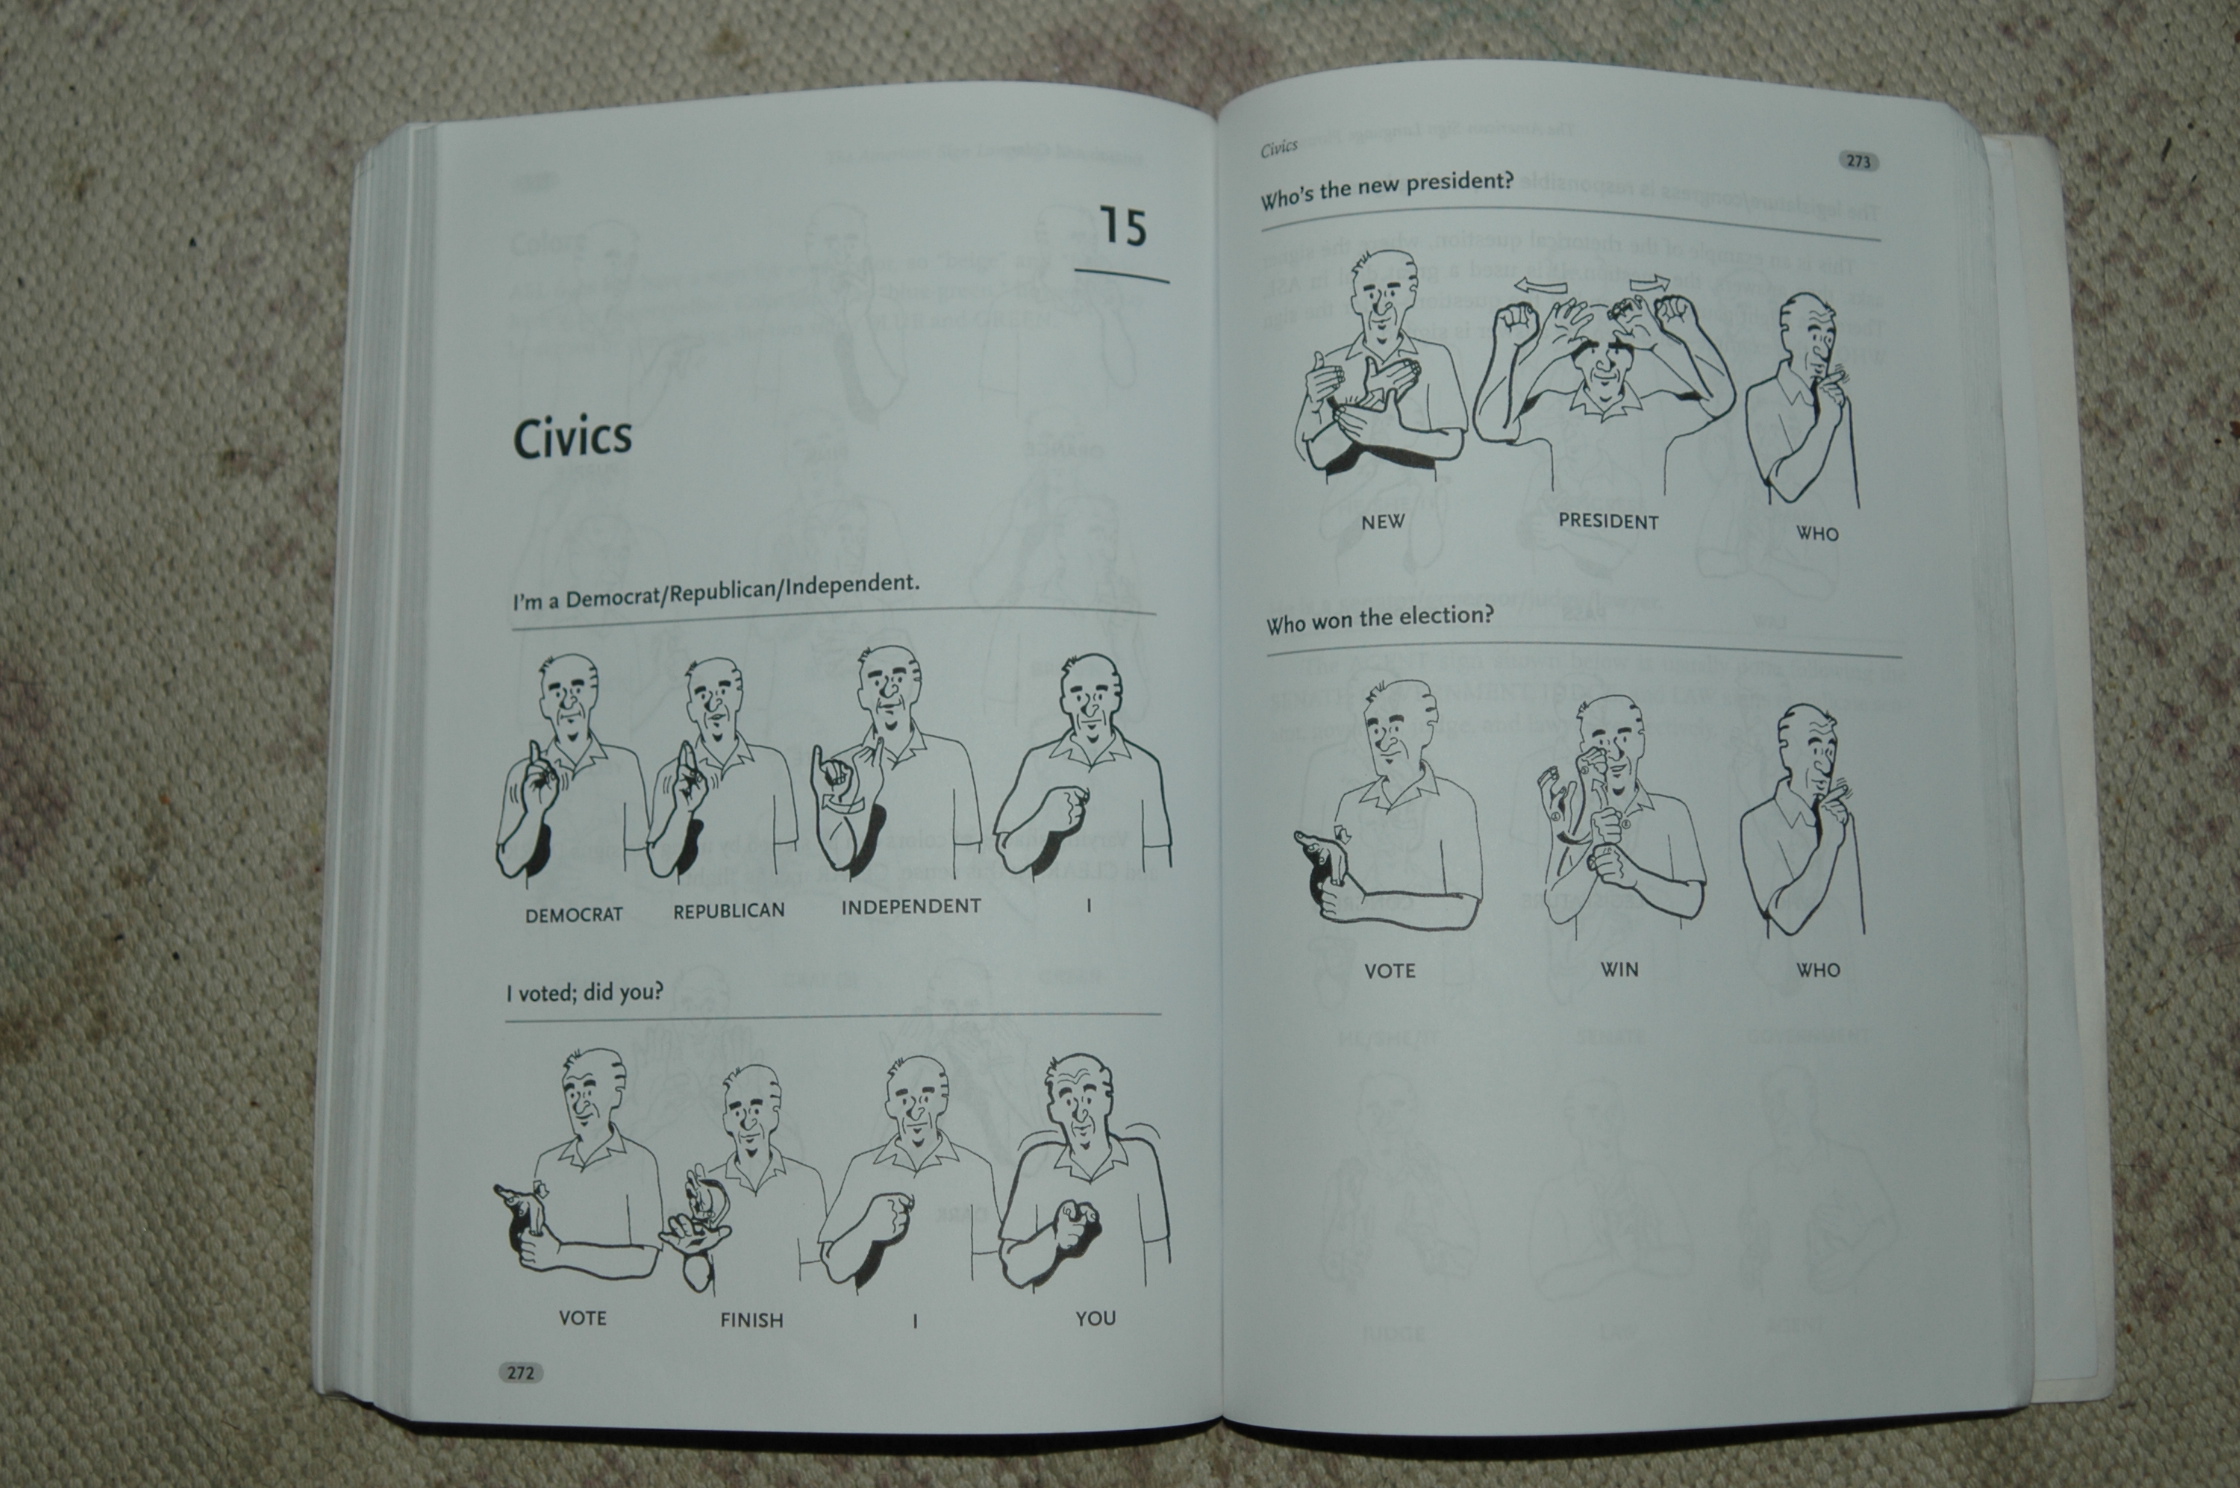 15
Civics
I'm a Democrat/Republican/Independent.
DEMOCRAT REPUBLICAN INDEPENDENT I
I voted; did you?
VOTE FINISH I YOU
272
Civics 273
Who's the new president?
NEW PRESIDENT WHO
Who won the election?
VOTE WIN WHO